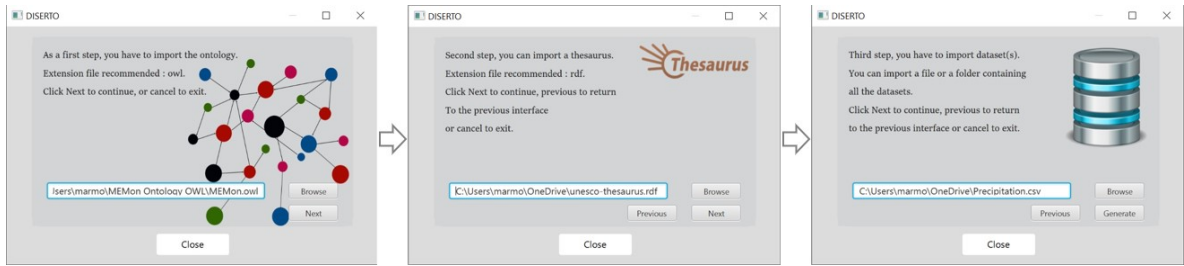 DISERTO
As a first step, you have to import the ontology.
Extension file recommended : owl.
Click Next to continue, or cancel to exit.
Jsers\marmo\MEMon Ontology OWL\MEMon.owl
Browse
Next
Close
DISERTO
Second step, you can import a thesaurus.
Extension file recommended : rdf.
Click Next to continue, previous to return
To the previous interface
or cancel to exit.
Thesaurus
C:\Users\marmo\OneDrive\unesco-thesaurus.rdf
Browse
Previous
Next
Close
DISERTO
Third step, you have to import dataset(s).
You can import a file or a folder containing
all the datasets.
Click Next to continue, previous to return
to the previous interface or cancel to exit.
C:\Users\marmo\OneDrive\Precipitation.csv
Browse
Previous
Generate
Close